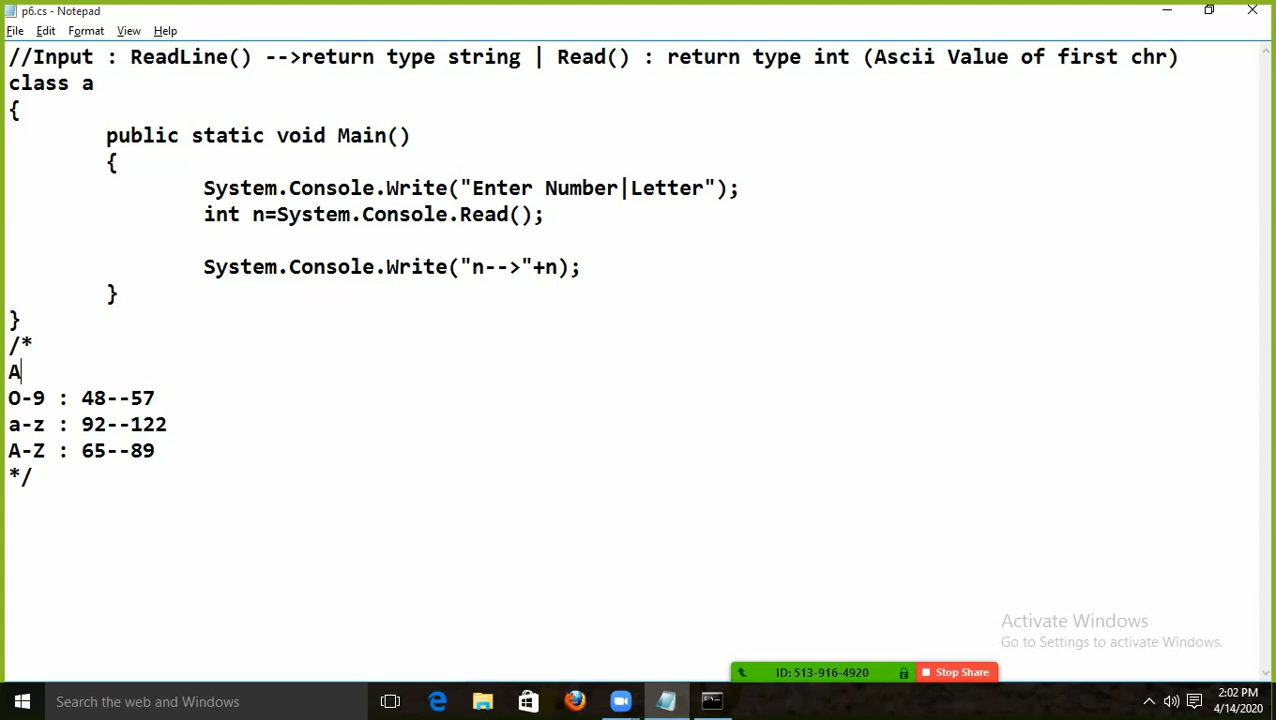 p6.cs - Notepad
File Edit Format View Help
//Input : ReadLine() -->return type string | Read() : return type int (Ascii Value of first chr)
class a
{
public static void Main()
{
System.Console.Write("Enter Number|Letter");
int n=System.Console.Read();
System.Console.Write("n-->"+n);
}
}
/*
A
O-9 : 48--57
a-z : 92--122
A-Z : 65--89
*/
Activate Windows
Go to Settings to activate Windows.
ID: 513-916-4920 Stop Share
Search the web and Windows
2:02 PM
4/14/2020